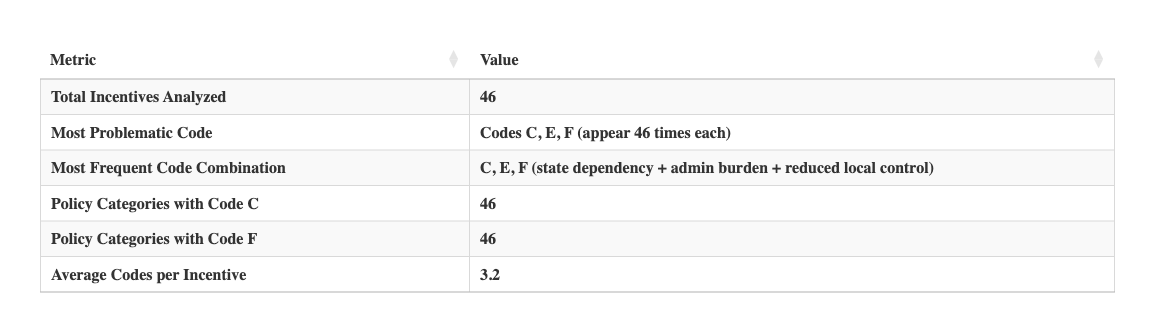 Metric Value
Total Incentives Analyzed 46
Most Problematic Code Codes C, E, F (appear 46 times each)
Most Frequent Code Combination C, E, F (state dependency + admin burden + reduced local control)
Policy Categories with Code C 46
Policy Categories with Code F 46
Average Codes per Incentive 3.2